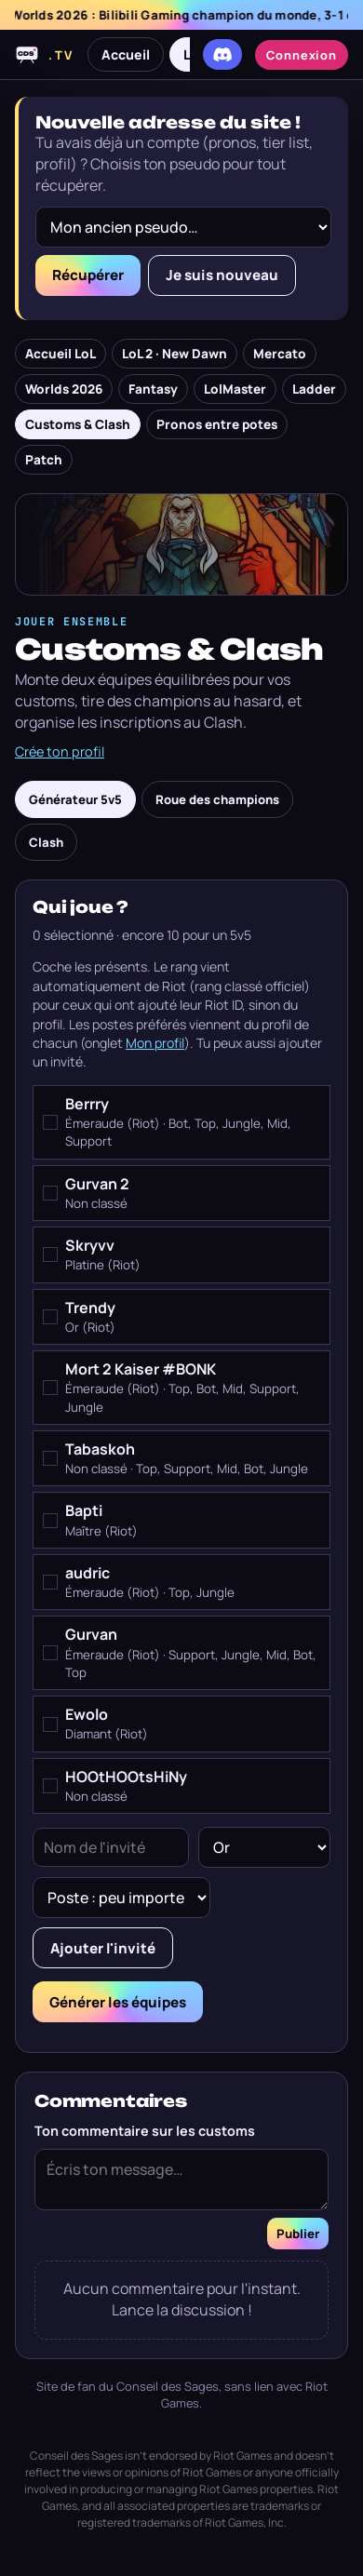 Worlds 2026 : Bilibili Gaming champion du monde, 3-1
CDS .TV Accueil L Connexion
Nouvelle adresse du site !
Tu avais déjà un compte (pronos, tier list,
profil) ? Choisis ton pseudo pour tout
récupérer.
Mon ancien pseudo...
Récupérer Je suis nouveau
Accueil LoL LoL 2 · New Dawn Mercato
Worlds 2026 Fantasy LolMaster Ladder
Customs & Clash Pronos entre potes
Patch
JOUER ENSEMBLE
Customs & Clash
Monte deux équipes équilibrées pour vos
customs, tire des champions au hasard, et
organise les inscriptions au Clash.
Crée ton profil
Générateur 5v5 Roue des champions
Clash
Qui joue ?
0 sélectionné · encore 10 pour un 5v5
Coche les présents. Le rang vient
automatiquement de Riot (rang classé officiel)
pour ceux qui ont ajouté leur Riot ID, sinon du
profil. Les postes préférés viennent du profil de
chacun (onglet Mon profil). Tu peux aussi ajouter
un invité.
Berrry
Émeraude (Riot) · Bot, Top, Jungle, Mid,
Support
Gurvan 2
Non classé
Skryvv
Platine (Riot)
Trendy
Or (Riot)
Mort 2 Kaiser #BONK
Émeraude (Riot) · Top, Bot, Mid, Support,
Jungle
Tabaskoh
Non classé · Top, Support, Mid, Bot, Jungle
Bapti
Maître (Riot)
audric
Émeraude (Riot) · Top, Jungle
Gurvan
Émeraude (Riot) · Support, Jungle, Mid, Bot,
Top
Ewolo
Diamant (Riot)
HOOtHOOtsHiNy
Non classé
Nom de l'invité Or
Poste : peu importe
Ajouter l'invité
Générer les équipes
Commentaires
Ton commentaire sur les customs
Écris ton message...
Publier
Aucun commentaire pour l'instant.
Lance la discussion !
Site de fan du Conseil des Sages, sans lien avec Riot
Games.
Conseil des Sages isn't endorsed by Riot Games and doesn't
reflect the views or opinions of Riot Games or anyone officially
involved in producing or managing Riot Games properties. Riot
Games, and all associated properties are trademarks or
registered trademarks of Riot Games, Inc.